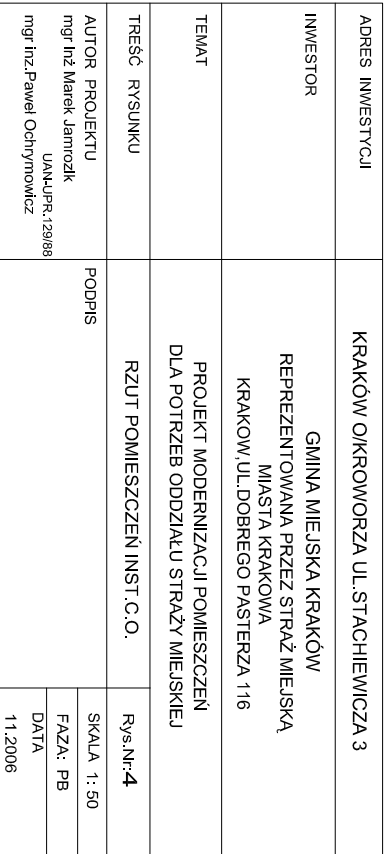 ADRES INWESTYCJI
KRAKÓW O/KROWORZA UL.STACHIEWICZA 3
INWESTOR
GMINA MIEJSKA KRAKÓW
REPREZENTOWANA PRZEZ STRAŻ MIEJSKĄ
MIASTA KRAKOWA
KRAKOW,UL.DOBREGO PASTERZA 116
TEMAT
PROJEKT MODERNIZACJI POMIESZCZEŃ
DLA POTRZEB ODDZIAŁU STRAŻY MIEJSKIEJ
TREŚĆ RYSUNKU
RZUT POMIESZCZEŃ INST.C.O.
Rys.Nr:4
AUTOR PROJEKTU
mgr Inż Marek Jamrozik
UAN-UPR.129/88
mgr inz.Paweł Ochrymowicz
PODPIS
SKALA 1: 50
FAZA: PB
DATA
11.2006